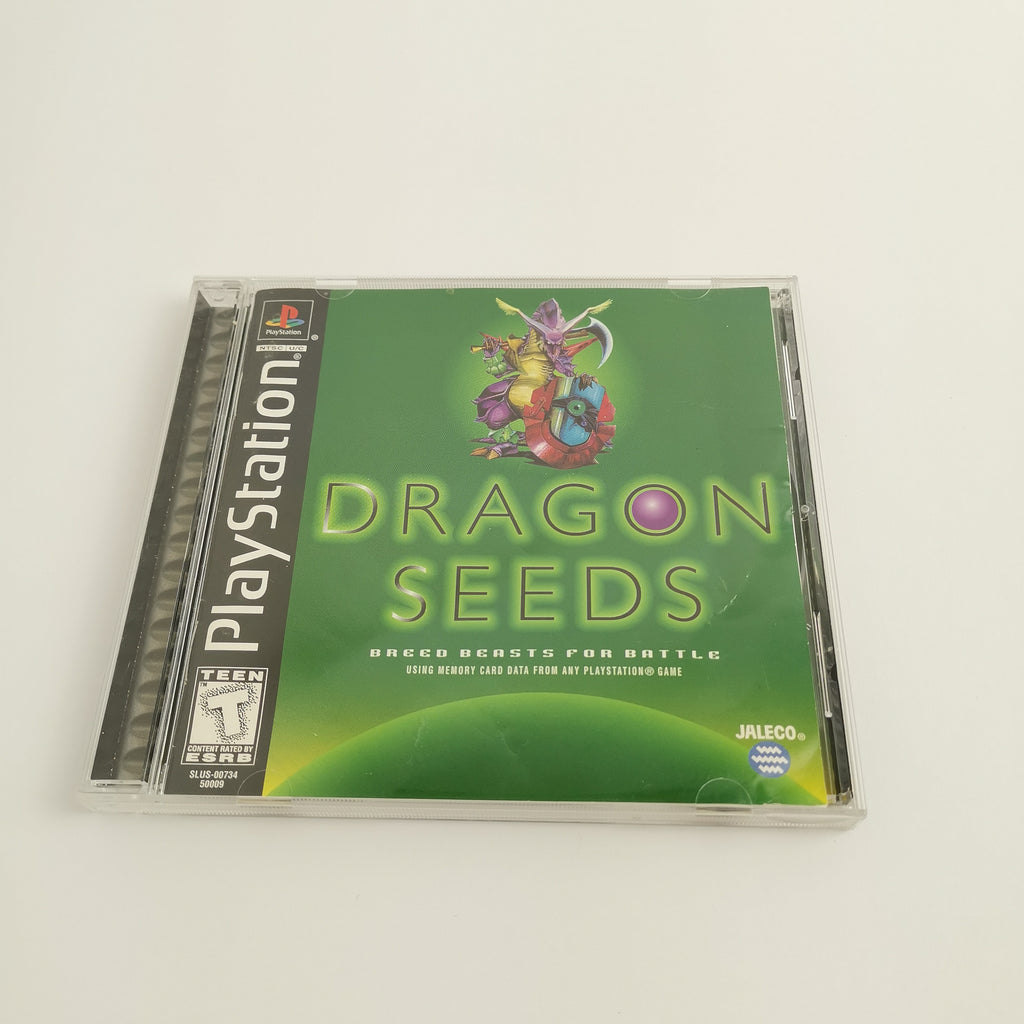 PlayStation
NTSC U/C
PlayStation®
TEEN
T
CONTENT RATED BY
ESRB
SLUS-00734
50009
DRAGON
SEEDS
BREED BEASTS FOR BATTLE
USING MEMORY CARD DATA FROM ANY PLAYSTATION® GAME
JALECO®